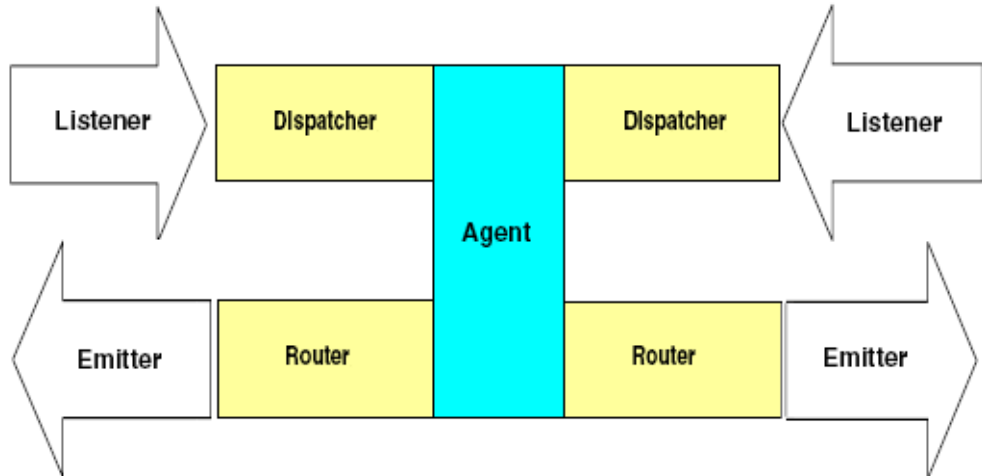 Listener
DIspatcher
DIspatcher
Listener
Agent
Emitter
Router
Router
Emitter